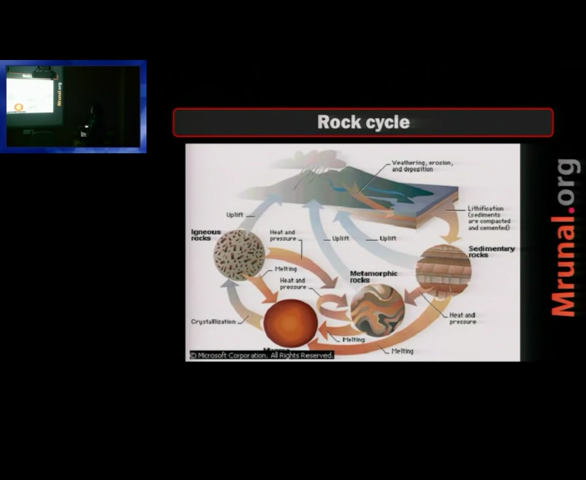 Rock cycle
Weathering, erosion,
and deposition
Lithification
(sediments
are compacted
and cemented)
Uplift
Igneous
rocks
Heat and
pressure
Uplift
Uplift
Sedimentary
rocks
Melting
Metamorphic
rocks
Heat and
pressure
Heat and
pressure
Crystallization
Melting
Melting
© Microsoft Corporation. All Rights Reserved.
Mrunal.org
Mrunal.org